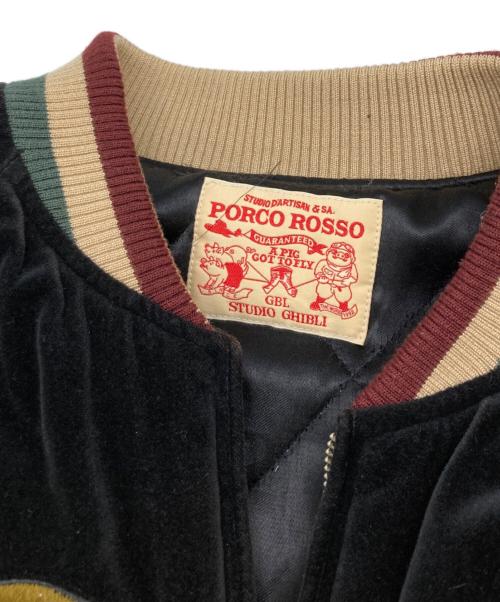 STUDIO D'ARTISAN & SA.
PORCO ROSSO
GUARANTEED
A PIG
GOT TO FLY
GBL
STUDIO GHIBLI